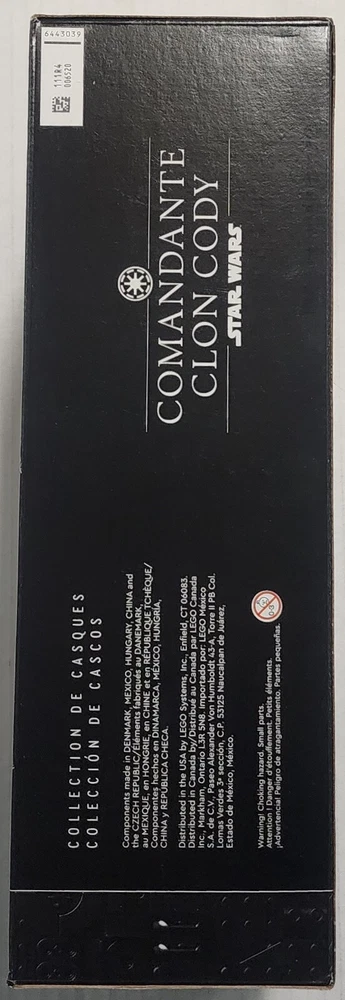 6443039
111R4
006520
COMANDANTE
CLON CODY
STAR WARS
COLLECTION DE CASQUES
COLECCIÓN DE CASCOS
Components made in DENMARK, MEXICO, HUNGARY, CHINA and
the CZECH REPUBLIC/Éléments fabriqués au DANEMARK,
au MEXIQUE, en HONGRIE, en CHINE et en RÉPUBLIQUE TCHÈQUE/
Componentes hechos en DINAMARCA, MÉXICO, HUNGRÍA,
CHINA y REPÚBLICA CHECA.
Distributed in the USA by LEGO Systems, Inc., Enfield, CT 06083.
Distributed in Canada by/Distribué au Canada par LEGO Canada
Inc., Markham, Ontario L3R 5N8. Importado por: LEGO México
S.A. de C.V., Paseo Alexander Von Humboldt 43-A, Torre II PB Col.
Lomas Verdes 3ª sección, C.P. 53125 Naucalpan de Juárez,
Estado de México, México.
0-3
Warning! Choking hazard. Small parts.
Attention ! Danger d'étouffement. Petits éléments.
¡Advertencia! Peligro de atragantamiento. Partes pequeñas.